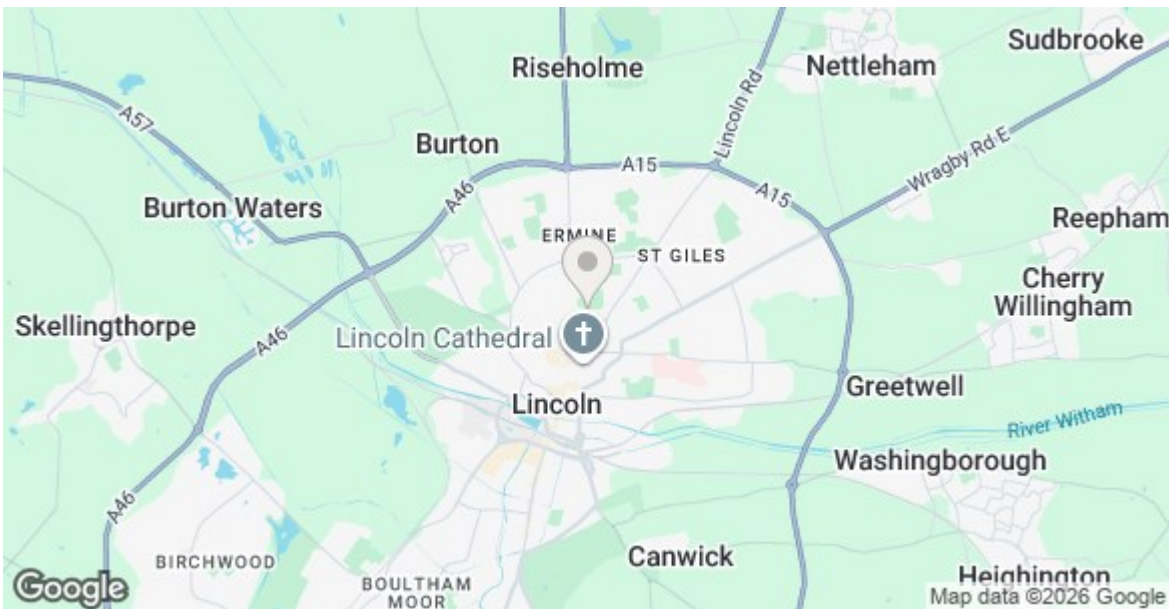 Sudbrooke
Riseholme
Nettleham
Lincoln Rd
A57
Burton
A15
Wragby Rd E
A46
A15
Burton Waters
Reepham
ERMINE
ST GILES
Cherry
Willingham
Skellingthorpe
A46
Lincoln Cathedral
Greetwell
Lincoln
River Witham
Washingborough
A46
BIRCHWOOD
Canwick
BOULTHAM
MOOR
Heighington
Google
Map data ©2026 Google